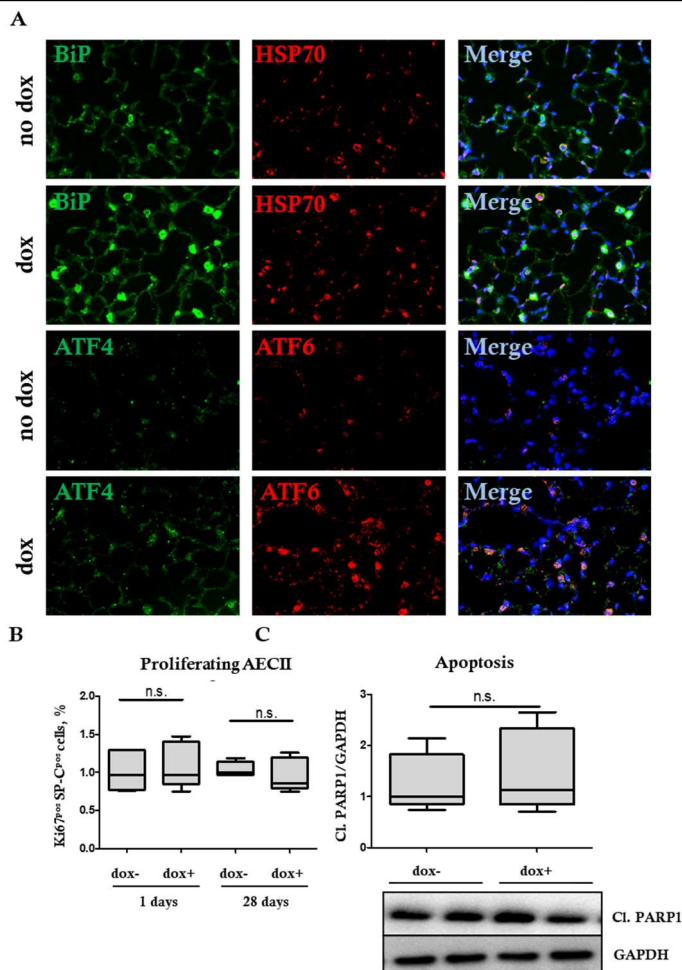 A
no dox
BiP
HSP70
Merge
dox
BiP
HSP70
Merge
no dox
ATF4
ATF6
Merge
dox
ATF4
ATF6
Merge
B
Proliferating AECII
Ki67pos SP-Cpos cells, %
2.0
1.5
1.0
0.5
0.0
n.s.
n.s.
dox-
dox+
dox-
dox+
1 days
28 days
C
Apoptosis
Cl. PARP1/GAPDH
3
2
1
0
n.s.
dox-
dox+
Cl. PARP1
GAPDH